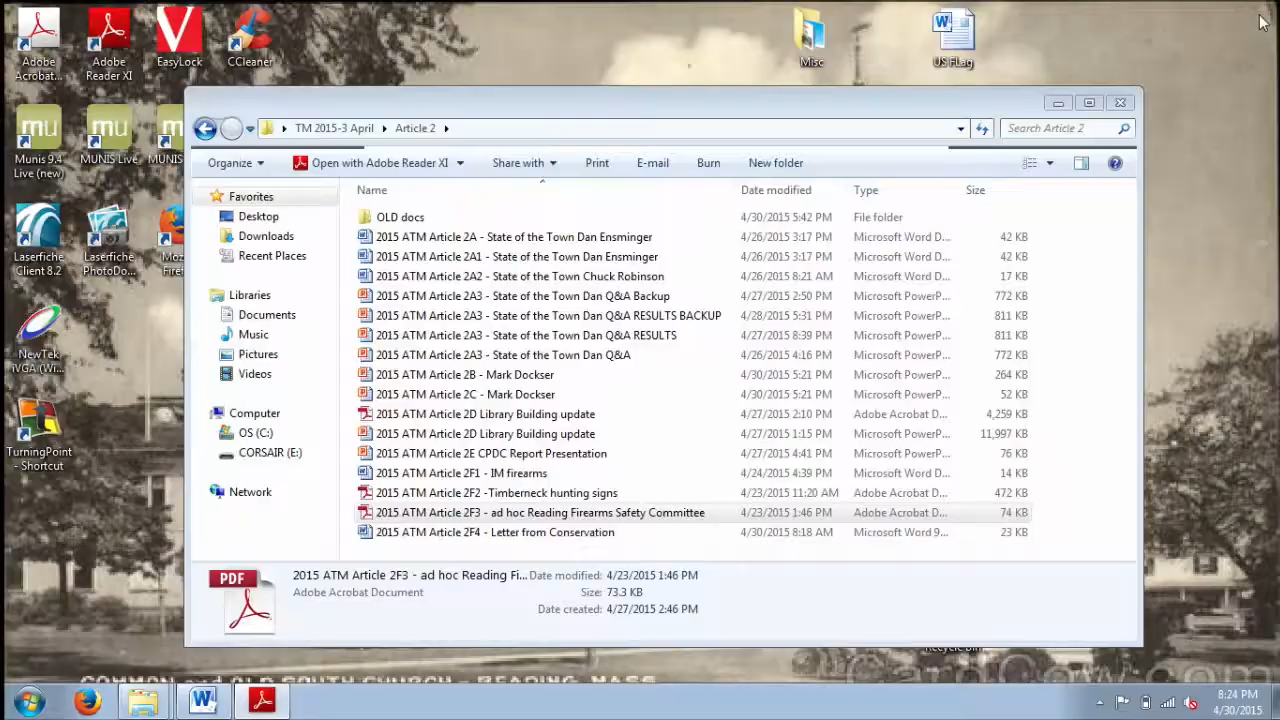 Adobe Acrobat...
Adobe Reader XI
EasyLock
CCleaner
Misc
US FLag
Munis 9.4 Live (new)
MUNIS Live
MUNIS
Laserfiche Client 8.2
Laserfiche PhotoDo...
Moz
Firef
NewTek iVGA (Wi...
TurningPoint - Shortcut
TM 2015-3 April
Article 2
Search Article 2
Organize
Open with Adobe Reader XI
Share with
Print
E-mail
Burn
New folder
Favorites
Desktop
Downloads
Recent Places
Libraries
Documents
Music
Pictures
Videos
Computer
OS (C:)
CORSAIR (E:)
Network
Name Date modified Type Size
OLD docs 4/30/2015 5:42 PM File folder
2015 ATM Article 2A - State of the Town Dan Ensminger 4/26/2015 3:17 PM Microsoft Word D... 42 KB
2015 ATM Article 2A1 - State of the Town Dan Ensminger 4/26/2015 3:17 PM Microsoft Word D... 42 KB
2015 ATM Article 2A2 - State of the Town Chuck Robinson 4/26/2015 8:21 AM Microsoft Word D... 17 KB
2015 ATM Article 2A3 - State of the Town Dan Q&A Backup 4/27/2015 2:50 PM Microsoft PowerP... 772 KB
2015 ATM Article 2A3 - State of the Town Dan Q&A RESULTS BACKUP 4/28/2015 5:31 PM Microsoft PowerP... 811 KB
2015 ATM Article 2A3 - State of the Town Dan Q&A RESULTS 4/27/2015 8:39 PM Microsoft PowerP... 811 KB
2015 ATM Article 2A3 - State of the Town Dan Q&A 4/26/2015 4:16 PM Microsoft PowerP... 772 KB
2015 ATM Article 2B - Mark Dockser 4/30/2015 5:21 PM Microsoft PowerP... 264 KB
2015 ATM Article 2C - Mark Dockser 4/30/2015 5:21 PM Microsoft PowerP... 52 KB
2015 ATM Article 2D Library Building update 4/27/2015 2:10 PM Adobe Acrobat D... 4,259 KB
2015 ATM Article 2D Library Building update 4/27/2015 1:15 PM Microsoft PowerP... 11,997 KB
2015 ATM Article 2E CPDC Report Presentation 4/27/2015 4:41 PM Microsoft PowerP... 76 KB
2015 ATM Article 2F1 - IM firearms 4/24/2015 4:39 PM Microsoft Word D... 14 KB
2015 ATM Article 2F2 -Timberneck hunting signs 4/23/2015 11:20 AM Adobe Acrobat D... 472 KB
2015 ATM Article 2F3 - ad hoc Reading Firearms Safety Committee 4/23/2015 1:46 PM Adobe Acrobat D... 74 KB
2015 ATM Article 2F4 - Letter from Conservation 4/30/2015 8:18 AM Microsoft Word 9... 23 KB
PDF
2015 ATM Article 2F3 - ad hoc Reading Fi... Date modified: 4/23/2015 1:46 PM
Adobe Acrobat Document Size: 73.3 KB
Date created: 4/27/2015 2:46 PM
COMMON and OLD SOUTH CHURCH, READING, MASS.
8:24 PM
4/30/2015